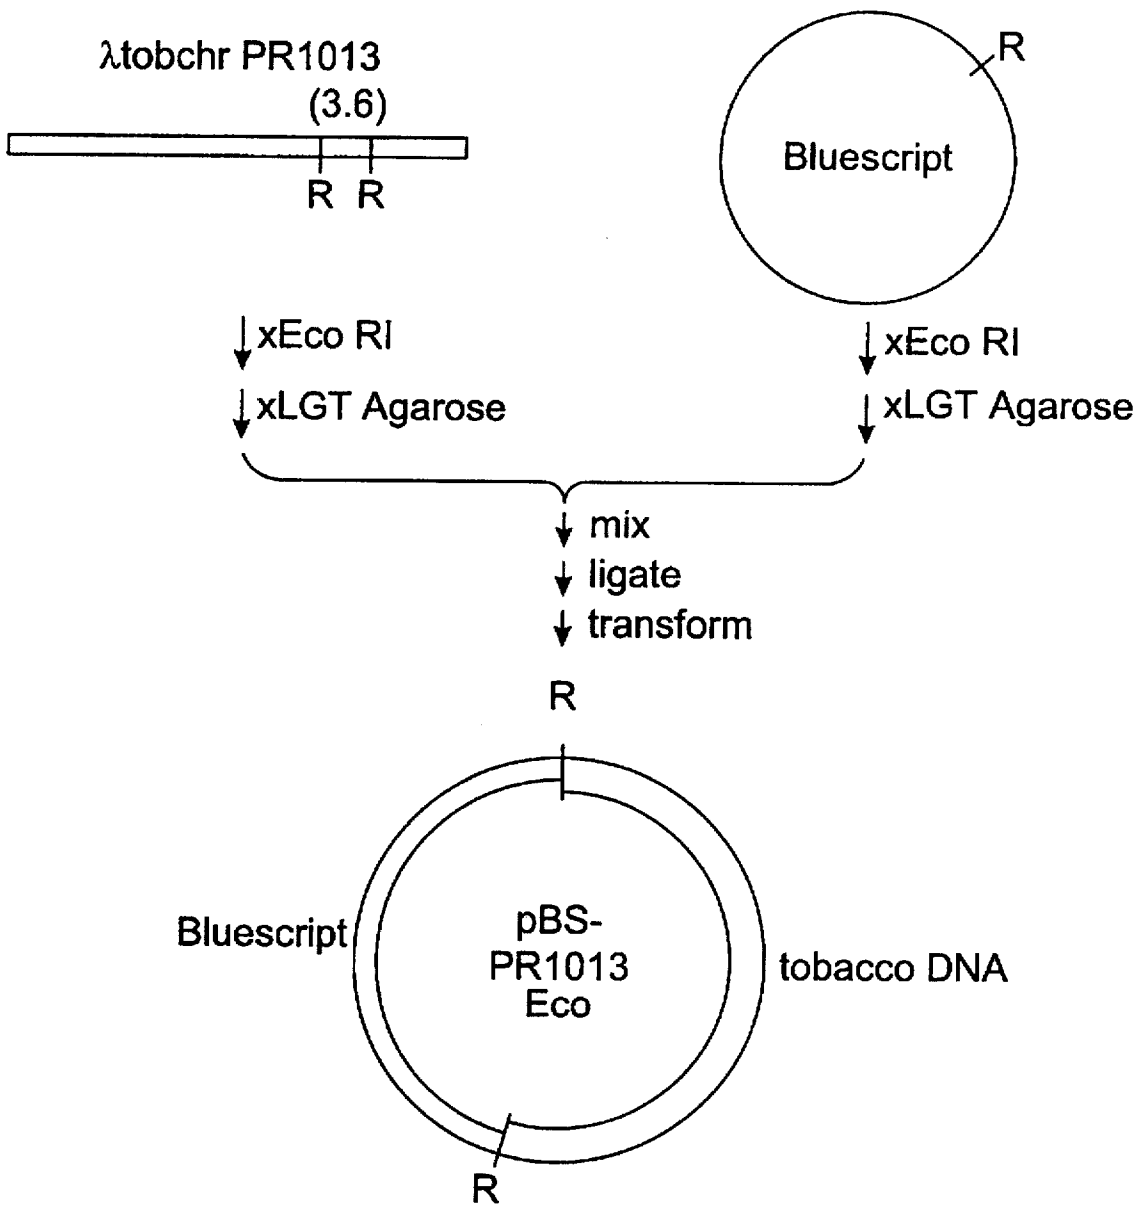 λtobchr PR1013
(3.6)
R R
R
Bluescript
xEco RI
xLGT Agarose
xEco RI
xLGT Agarose
mix
ligate
transform
R
Bluescript
pBS-
PR1013
Eco
tobacco DNA
R